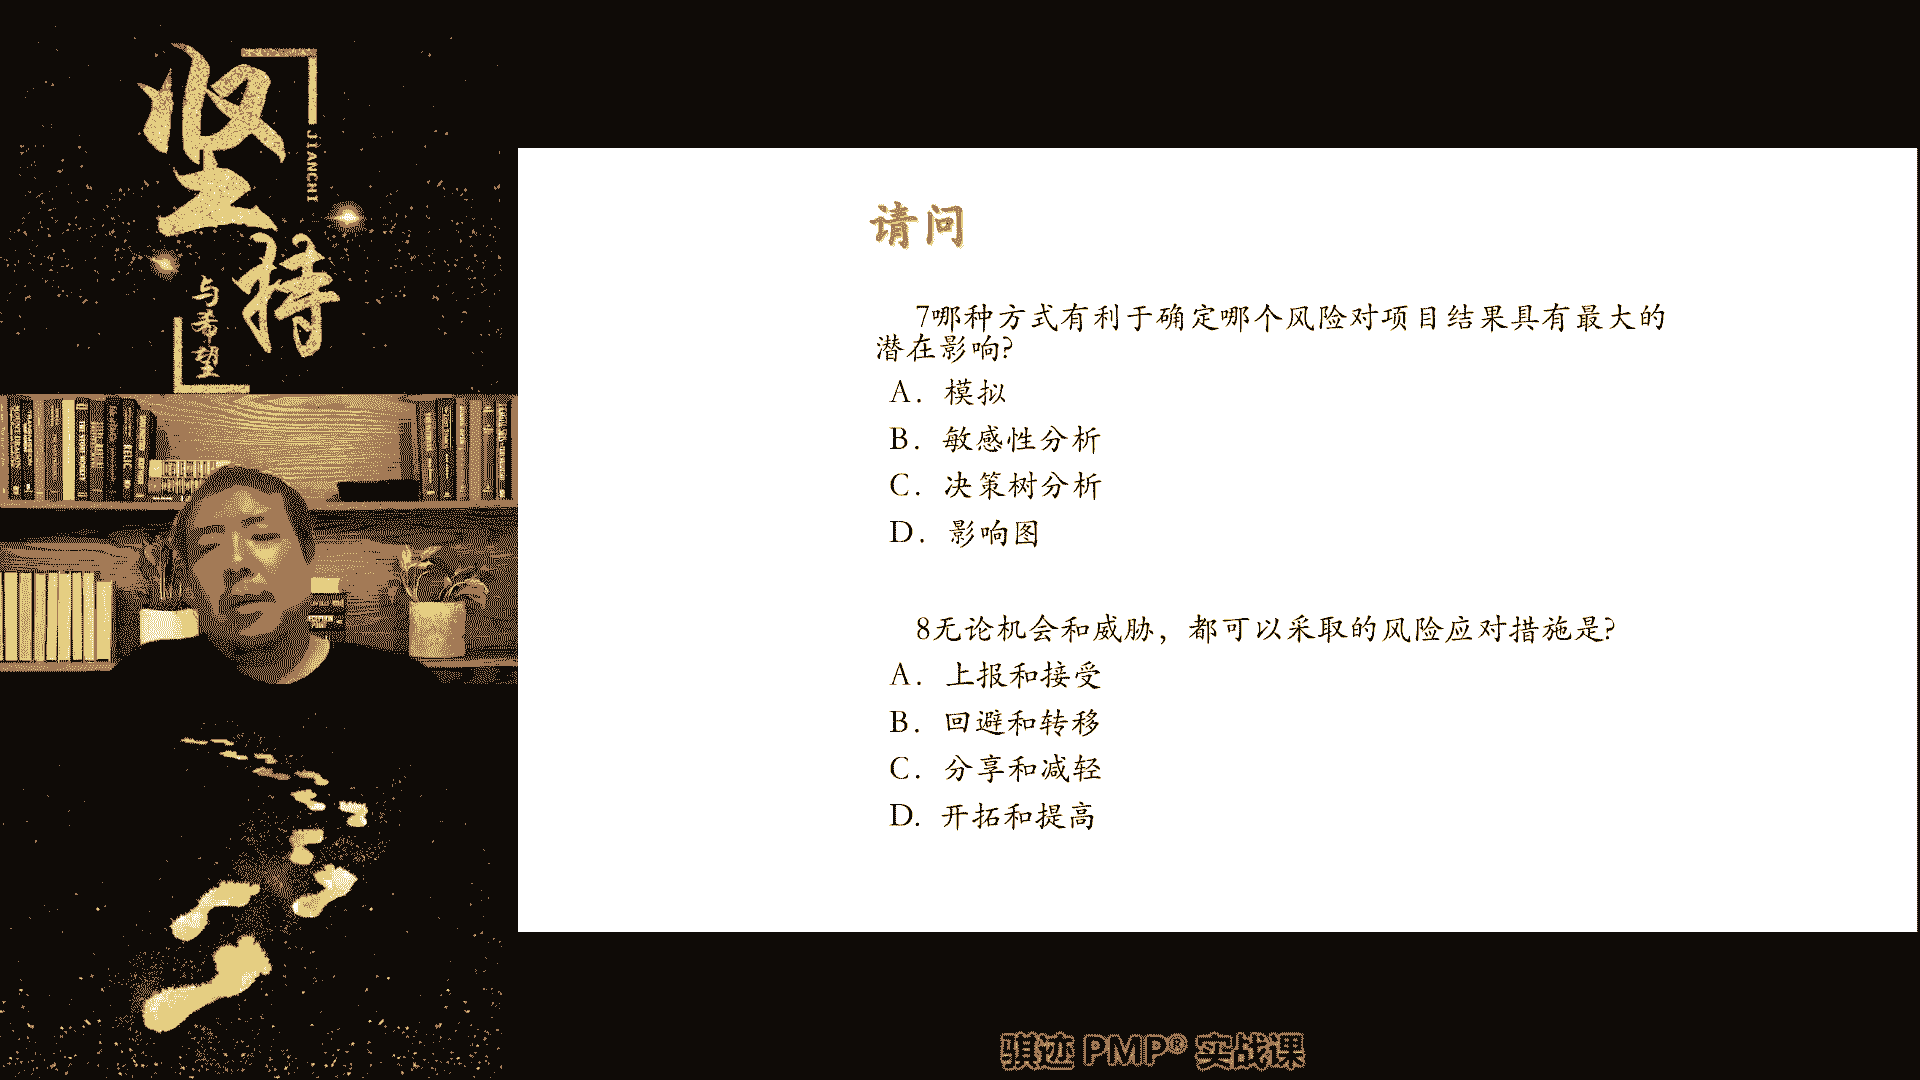 坚持
JIANCHI
与希望
请问
7哪种方式有利于确定哪个风险对项目结果具有最大的
潜在影响?
A. 模拟
B. 敏感性分析
C. 决策树分析
D. 影响图
8无论机会和威胁，都可以采取的风险应对措施是?
A. 上报和接受
B. 回避和转移
C. 分享和减轻
D. 开拓和提高
骐迹 PMP® 实战课